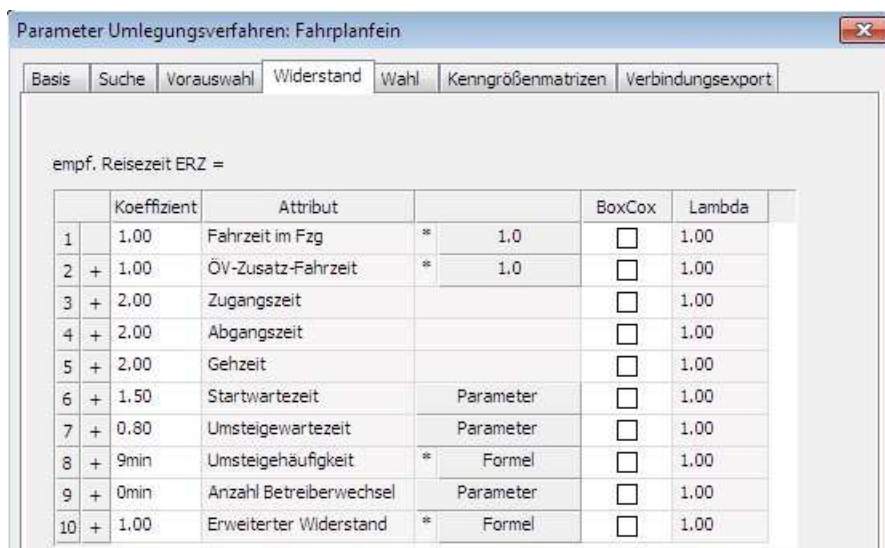 Parameter Umlegungsverfahren: Fahrplanfein
Basis Suche Vorauswahl Widerstand Wahl Kenngrößenmatrizen Verbindungsexport
empf. Reisezeit ERZ =
Koeffizient Attribut BoxCox Lambda
1 1.00 Fahrzeit im Fzg * 1.0 1.00
2 + 1.00 ÖV-Zusatz-Fahrzeit * 1.0 1.00
3 + 2.00 Zugangszeit 1.00
4 + 2.00 Abgangszeit 1.00
5 + 2.00 Gehzeit 1.00
6 + 1.50 Startwartezeit Parameter 1.00
7 + 0.80 Umsteigewartezeit Parameter 1.00
8 + 9min Umsteigehäufigkeit * Formel 1.00
9 + 0min Anzahl Betreiberwechsel Parameter 1.00
10 + 1.00 Erweiterter Widerstand * Formel 1.00